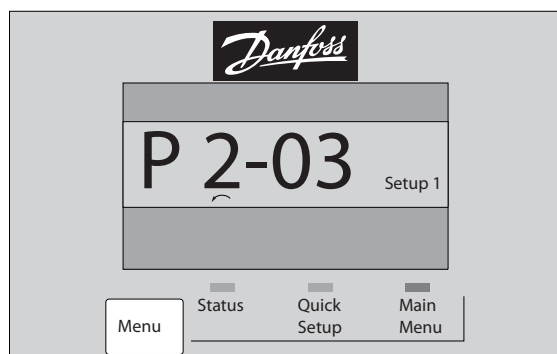 Danfoss
P 2-03
Setup 1
Status
Quick
Setup
Main
Menu
Menu